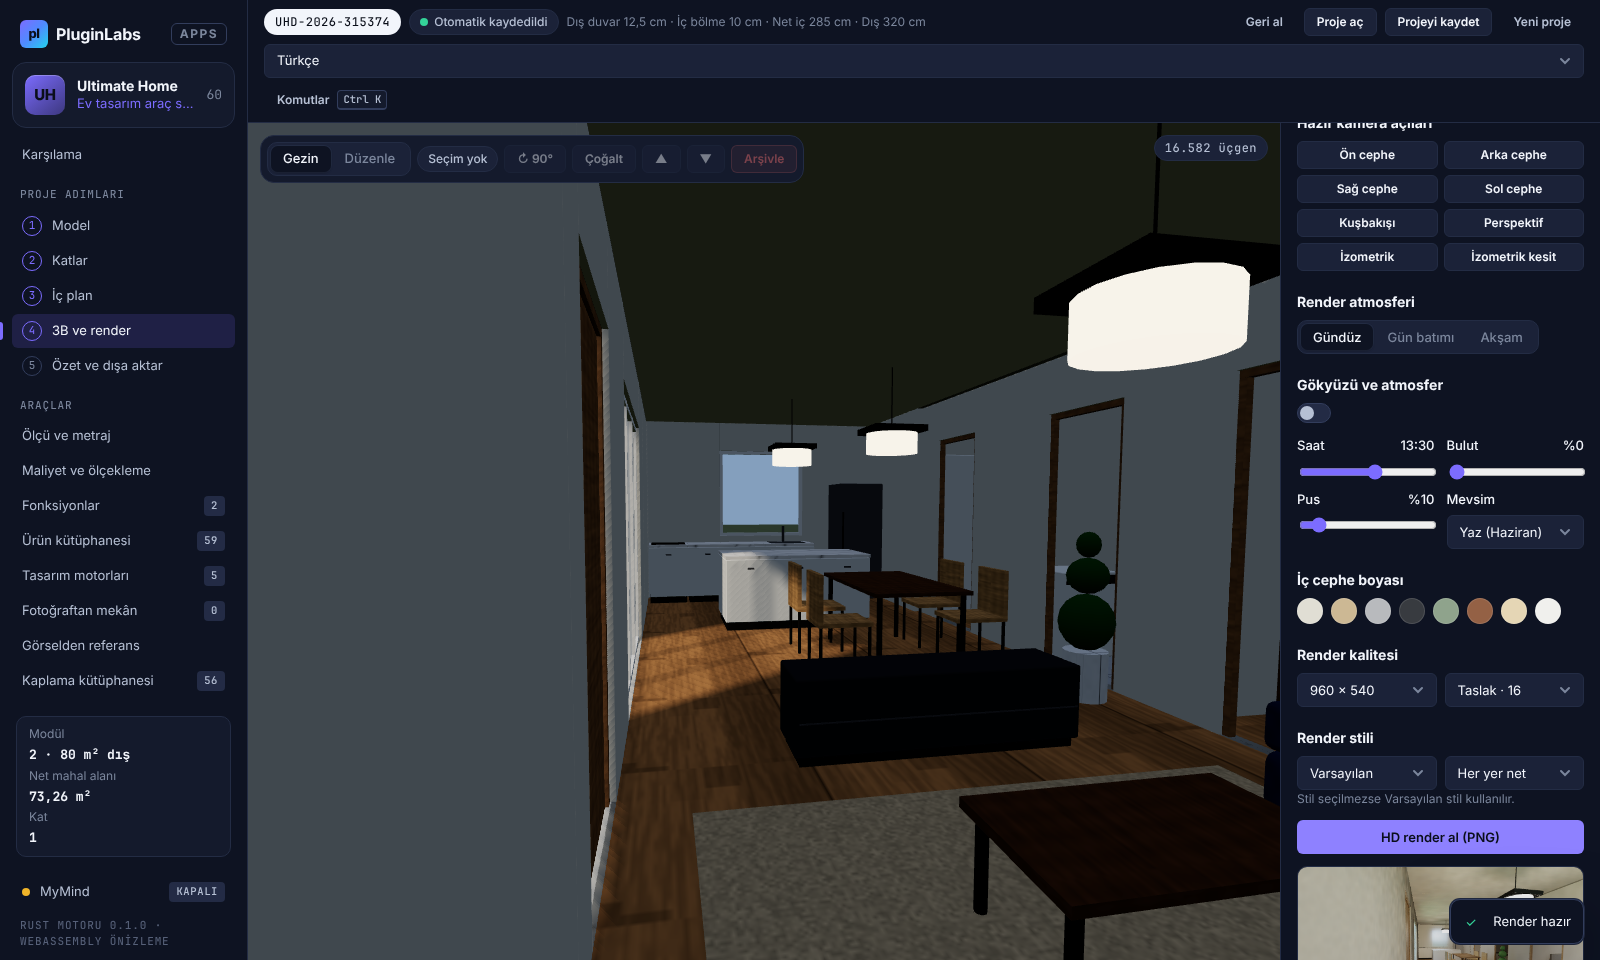 pl PluginLabs APPS
UH Ultimate Home 60
Ev tasarım araç s...
Karşılama
PROJE ADIMLARI
1 Model
2 Katlar
3 İç plan
4 3B ve render
5 Özet ve dışa aktar
ARAÇLAR
Ölçü ve metraj
Maliyet ve ölçekleme
Fonksiyonlar 2
Ürün kütüphanesi 59
Tasarım motorları 5
Fotoğraftan mekân 0
Görselden referans
Kaplama kütüphanesi 56
Modül
2 · 80 m² dış
Net mahal alanı
73,26 m²
Kat
1
MyMind KAPALI
RUST MOTORU 0.1.0 ·
WEBASSEMBLY ÖNİZLEME
UHD-2026-315374 Otomatik kaydedildi Dış duvar 12,5 cm · İç bölme 10 cm · Net iç 285 cm · Dış 320 cm Geri al Proje aç Projeyi kaydet Yeni proje
Türkçe
Komutlar Ctrl K
Gezin Düzenle Seçim yok ↻ 90° Çoğalt ▲ ▼ Arşivle
16.582 üçgen
Hazır kamera açıları
Ön cephe Arka cephe
Sağ cephe Sol cephe
Kuşbakışı Perspektif
İzometrik İzometrik kesit
Render atmosferi
Gündüz Gün batımı Akşam
Gökyüzü ve atmosfer
Saat 13:30 Bulut %0
Pus %10 Mevsim
Yaz (Haziran)
İç cephe boyası
Render kalitesi
960 × 540 Taslak · 16
Render stili
Varsayılan Her yer net
Stil seçilmezse Varsayılan stil kullanılır.
HD render al (PNG)
✓ Render hazır